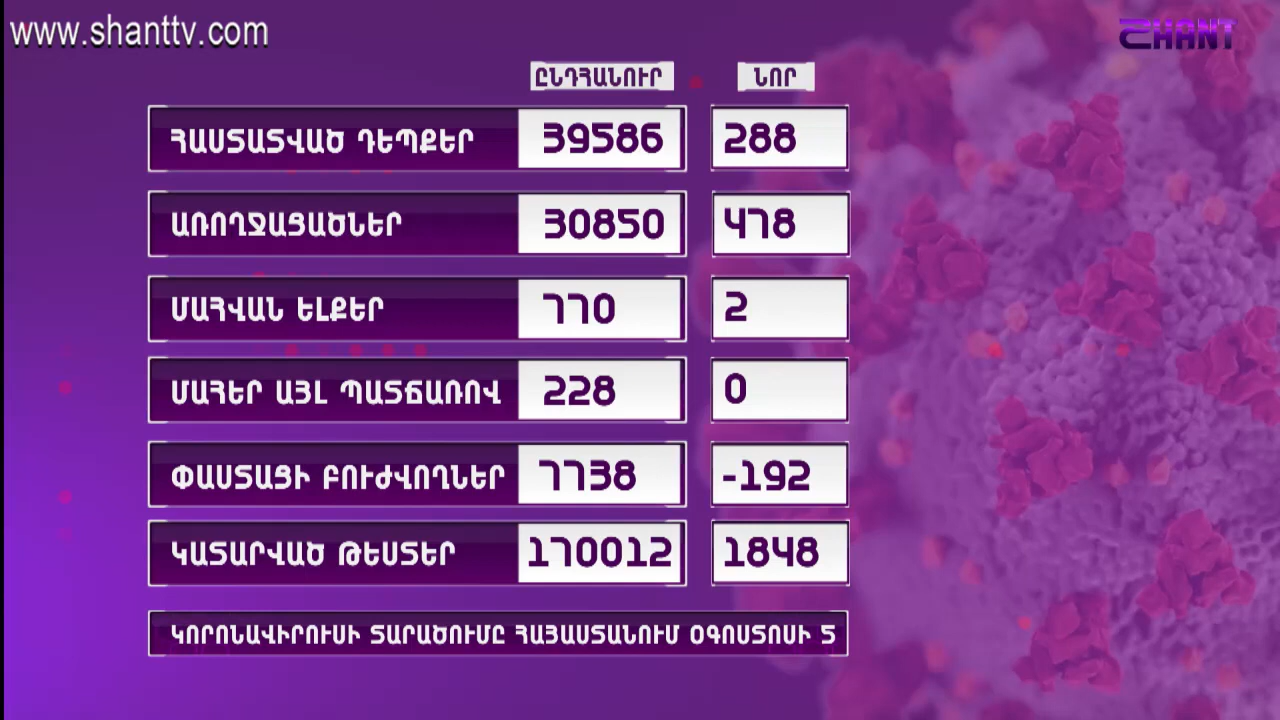 www.shanttv.com
SHANT
ԸՆԴՀԱՆՈՒՐ ՆՈՐ
ՀԱՍՏԱՏՎԱԾ ԴԵՊՔԵՐ 39586 288
ԱՌՈՂՋԱՑԱԾՆԵՐ 30850 478
ՄԱՀՎԱՆ ԵԼՔԵՐ 770 2
ՄԱՀԵՐ ԱՅԼ ՊԱՏՃԱՌՈՎ 228 0
ՓԱՍՏԱՑԻ ԲՈՒԺՎՈՂՆԵՐ 7738 -192
ԿԱՏԱՐՎԱԾ ԹԵՍՏԵՐ 170012 1848
ԿՈՐՈՆԱՎԻՐՈՒՍԻ ՏԱՐԱԾՈՒՄԸ ՀԱՅԱՍՏԱՆՈՒՄ ՕԳՈՍՏՈՍԻ 5